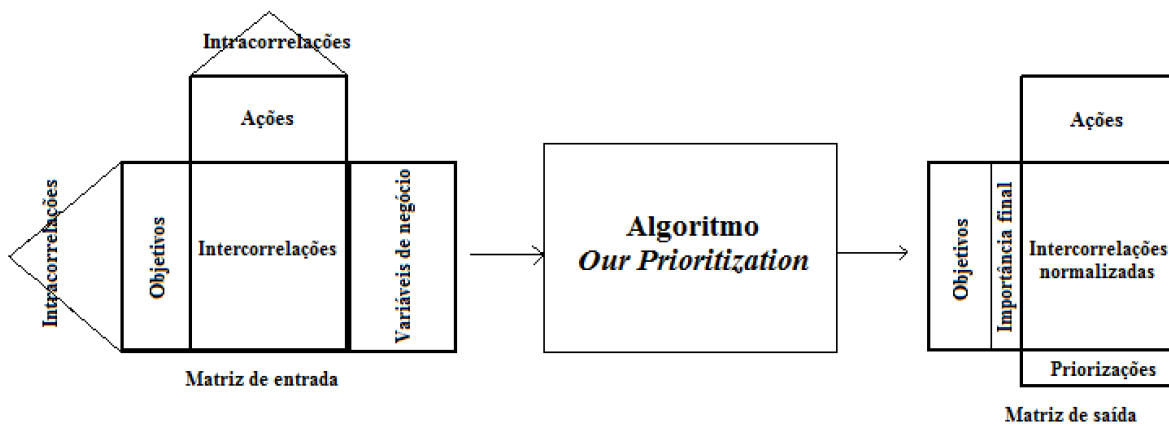 Intracorrelações
Ações
Intracorrelações
Objetivos
Intercorrelações
Variáveis de negócio
Matriz de entrada
Algoritmo
Our Prioritization
Ações
Objetivos
Importância final
Intercorrelações
normalizadas
Priorizações
Matriz de saída